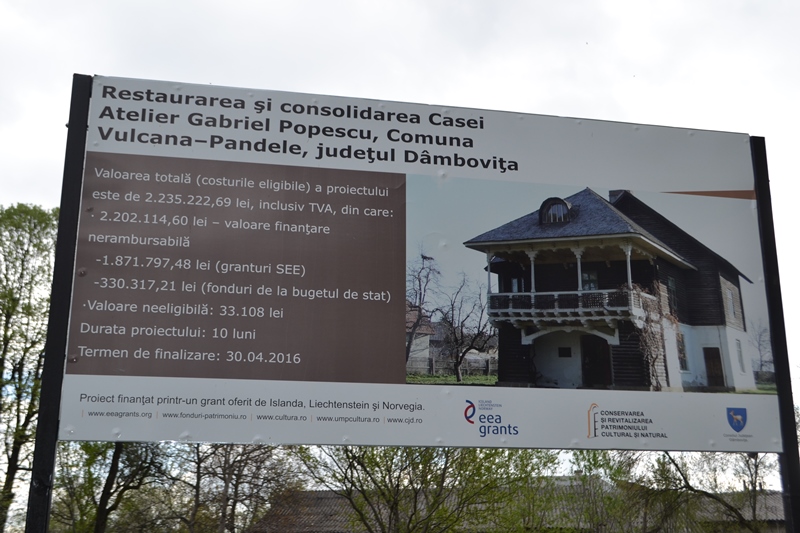 Restaurarea şi consolidarea Casei
Atelier Gabriel Popescu, Comuna
Vulcana–Pandele, judeţul Dâmboviţa
Valoarea totală (costurile eligibile) a proiectului
este de 2.235.222,69 lei, inclusiv TVA, din care:
· 2.202.114,60 lei – valoare finanţare
nerambursabilă
-1.871.797,48 lei (granturi SEE)
-330.317,21 lei (fonduri de la bugetul de stat)
·Valoare neeligibilă: 33.108 lei
Durata proiectului: 10 luni
Termen de finalizare: 30.04.2016
Proiect finanţat printr-un grant oferit de Islanda, Liechtenstein şi Norvegia.
| www.eeagrants.org | www.fonduri-patrimoniu.ro | www.cultura.ro | www.umpcultura.ro | www.cjd.ro
eea
grants
CONSERVAREA
ŞI REVITALIZAREA
PATRIMONIULUI
CULTURAL ŞI NATURAL